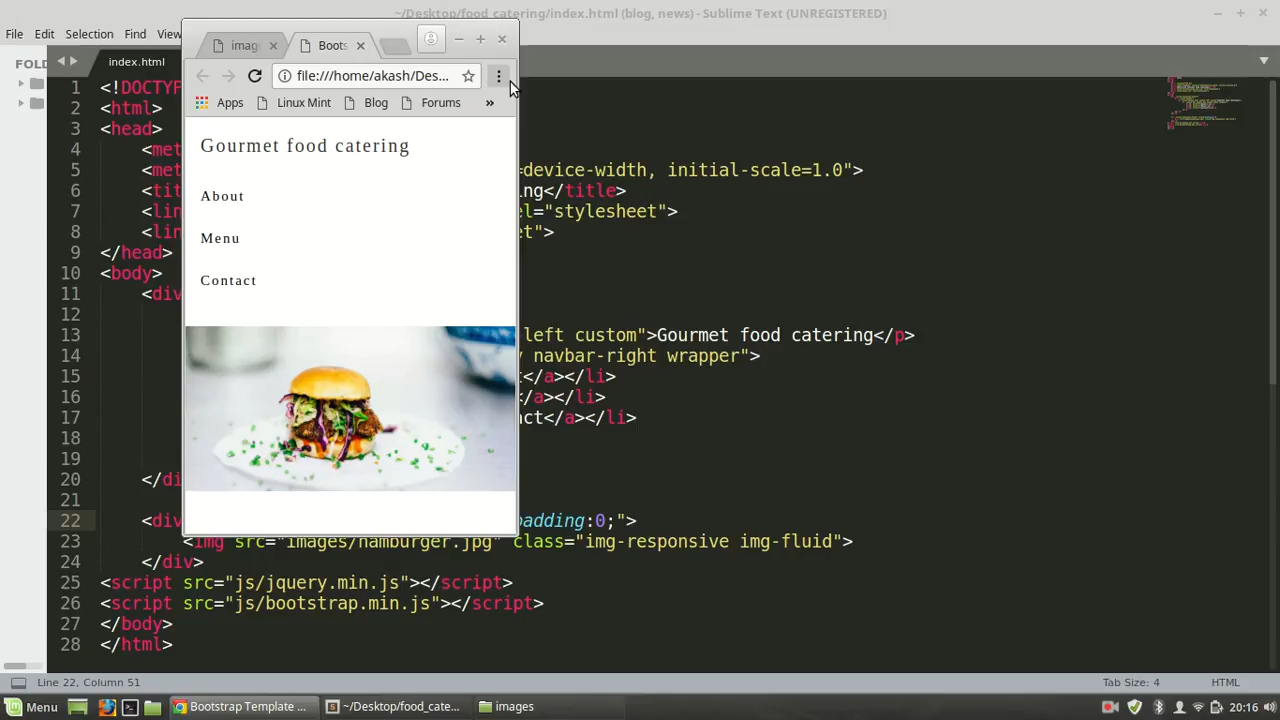 ~/Desktop/food_catering/index.html (blog, news) - Sublime Text (UNREGISTERED)
File Edit Selection Find View
imag
Boots
FOL
index.html
file:///home/akash/Des...
Apps Linux Mint Blog Forums »
Gourmet food catering
About
Menu
Contact
1 <!DOCTYP
2 <html>
3 <head>
4 <met
5 <met =device-width, initial-scale=1.0">
6 <tit ng</title>
7 <lin el="stylesheet">
8 <lin et">
9 </head>
10 <body>
11 <div
12
13 left custom">Gourmet food catering</p>
14 navbar-right wrapper">
15 t</a></li>
16 </a></li>
17 ct</a></li>
18
19
20 </di
21
22 <div padding:0;">
23 <img src="images/hamburger.jpg" class="img-responsive img-fluid">
24 </div>
25 <script src="js/jquery.min.js"></script>
26 <script src="js/bootstrap.min.js"></script>
27 </body>
28 </html>
Line 22, Column 51 Tab Size: 4 HTML
Menu Bootstrap Template ... ~/Desktop/food_cate... images 20:16